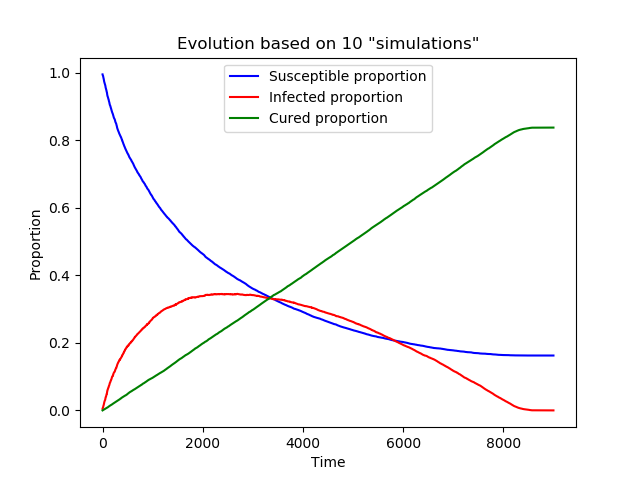 Evolution based on 10 "simulations"
Susceptible proportion
Infected proportion
Cured proportion
1.0
0.8
0.6
0.4
0.2
0.0
Proportion
0 2000 4000 6000 8000
Time